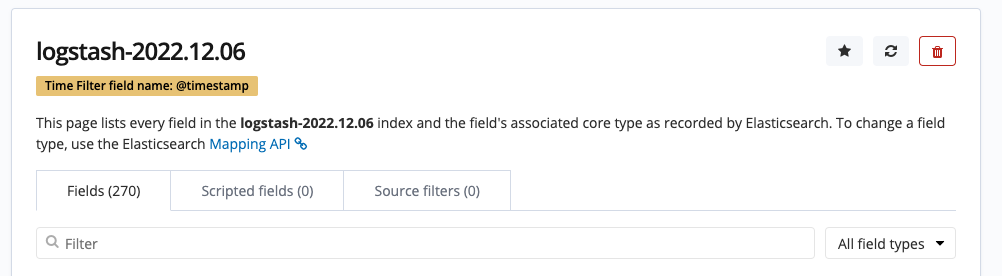 logstash-2022.12.06
Time Filter field name: @timestamp
This page lists every field in the logstash-2022.12.06 index and the field's associated core type as recorded by Elasticsearch. To change a field
type, use the Elasticsearch Mapping API
Fields (270) Scripted fields (0) Source filters (0)
Filter All field types